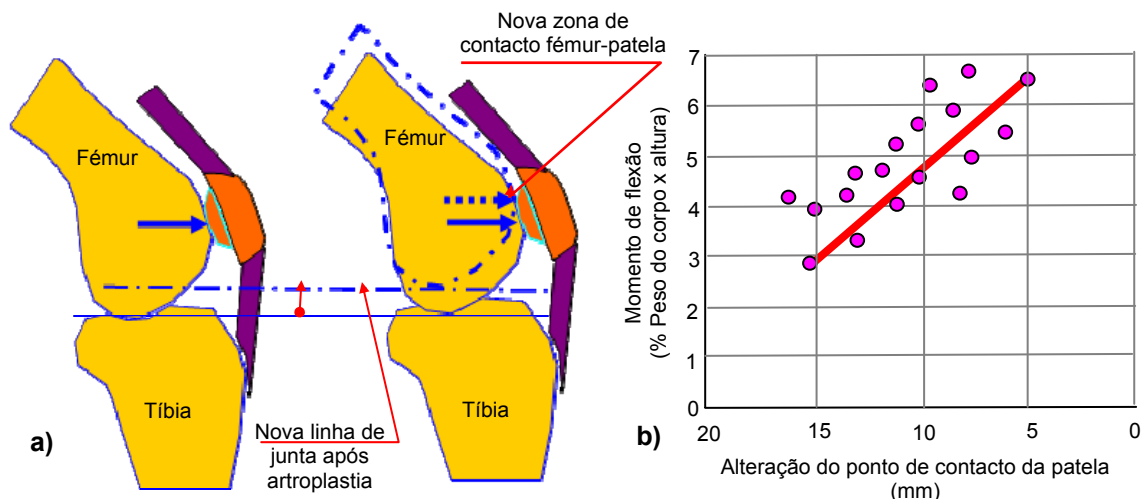 Nova zona de
contacto fémur-patela
Fémur
Fémur
Tíbia
Tíbia
a)
Nova linha de
junta após
artroplastia
b)
Momento de flexão
(% Peso do corpo x altura)
7
6
5
4
3
2
1
0
20
15
10
5
0
Alteração do ponto de contacto da patela
(mm)